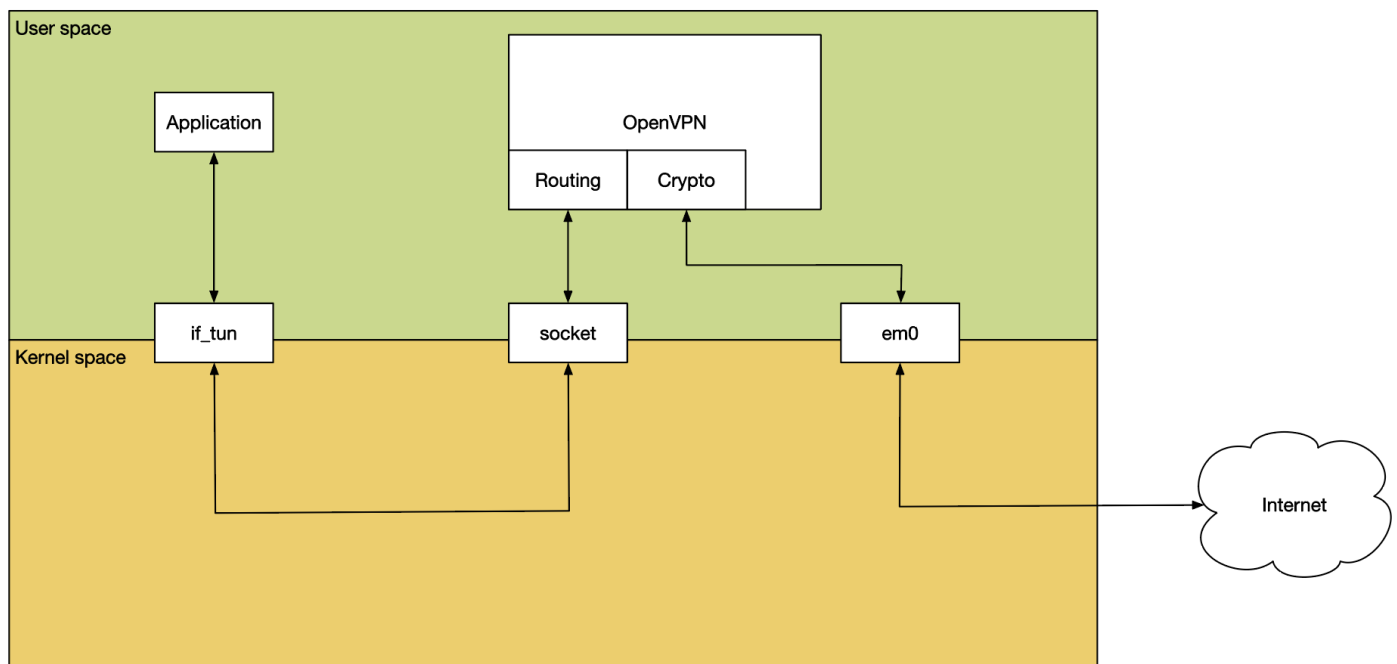 User space
Application
OpenVPN
Routing
Crypto
if_tun
socket
em0
Kernel space
Internet